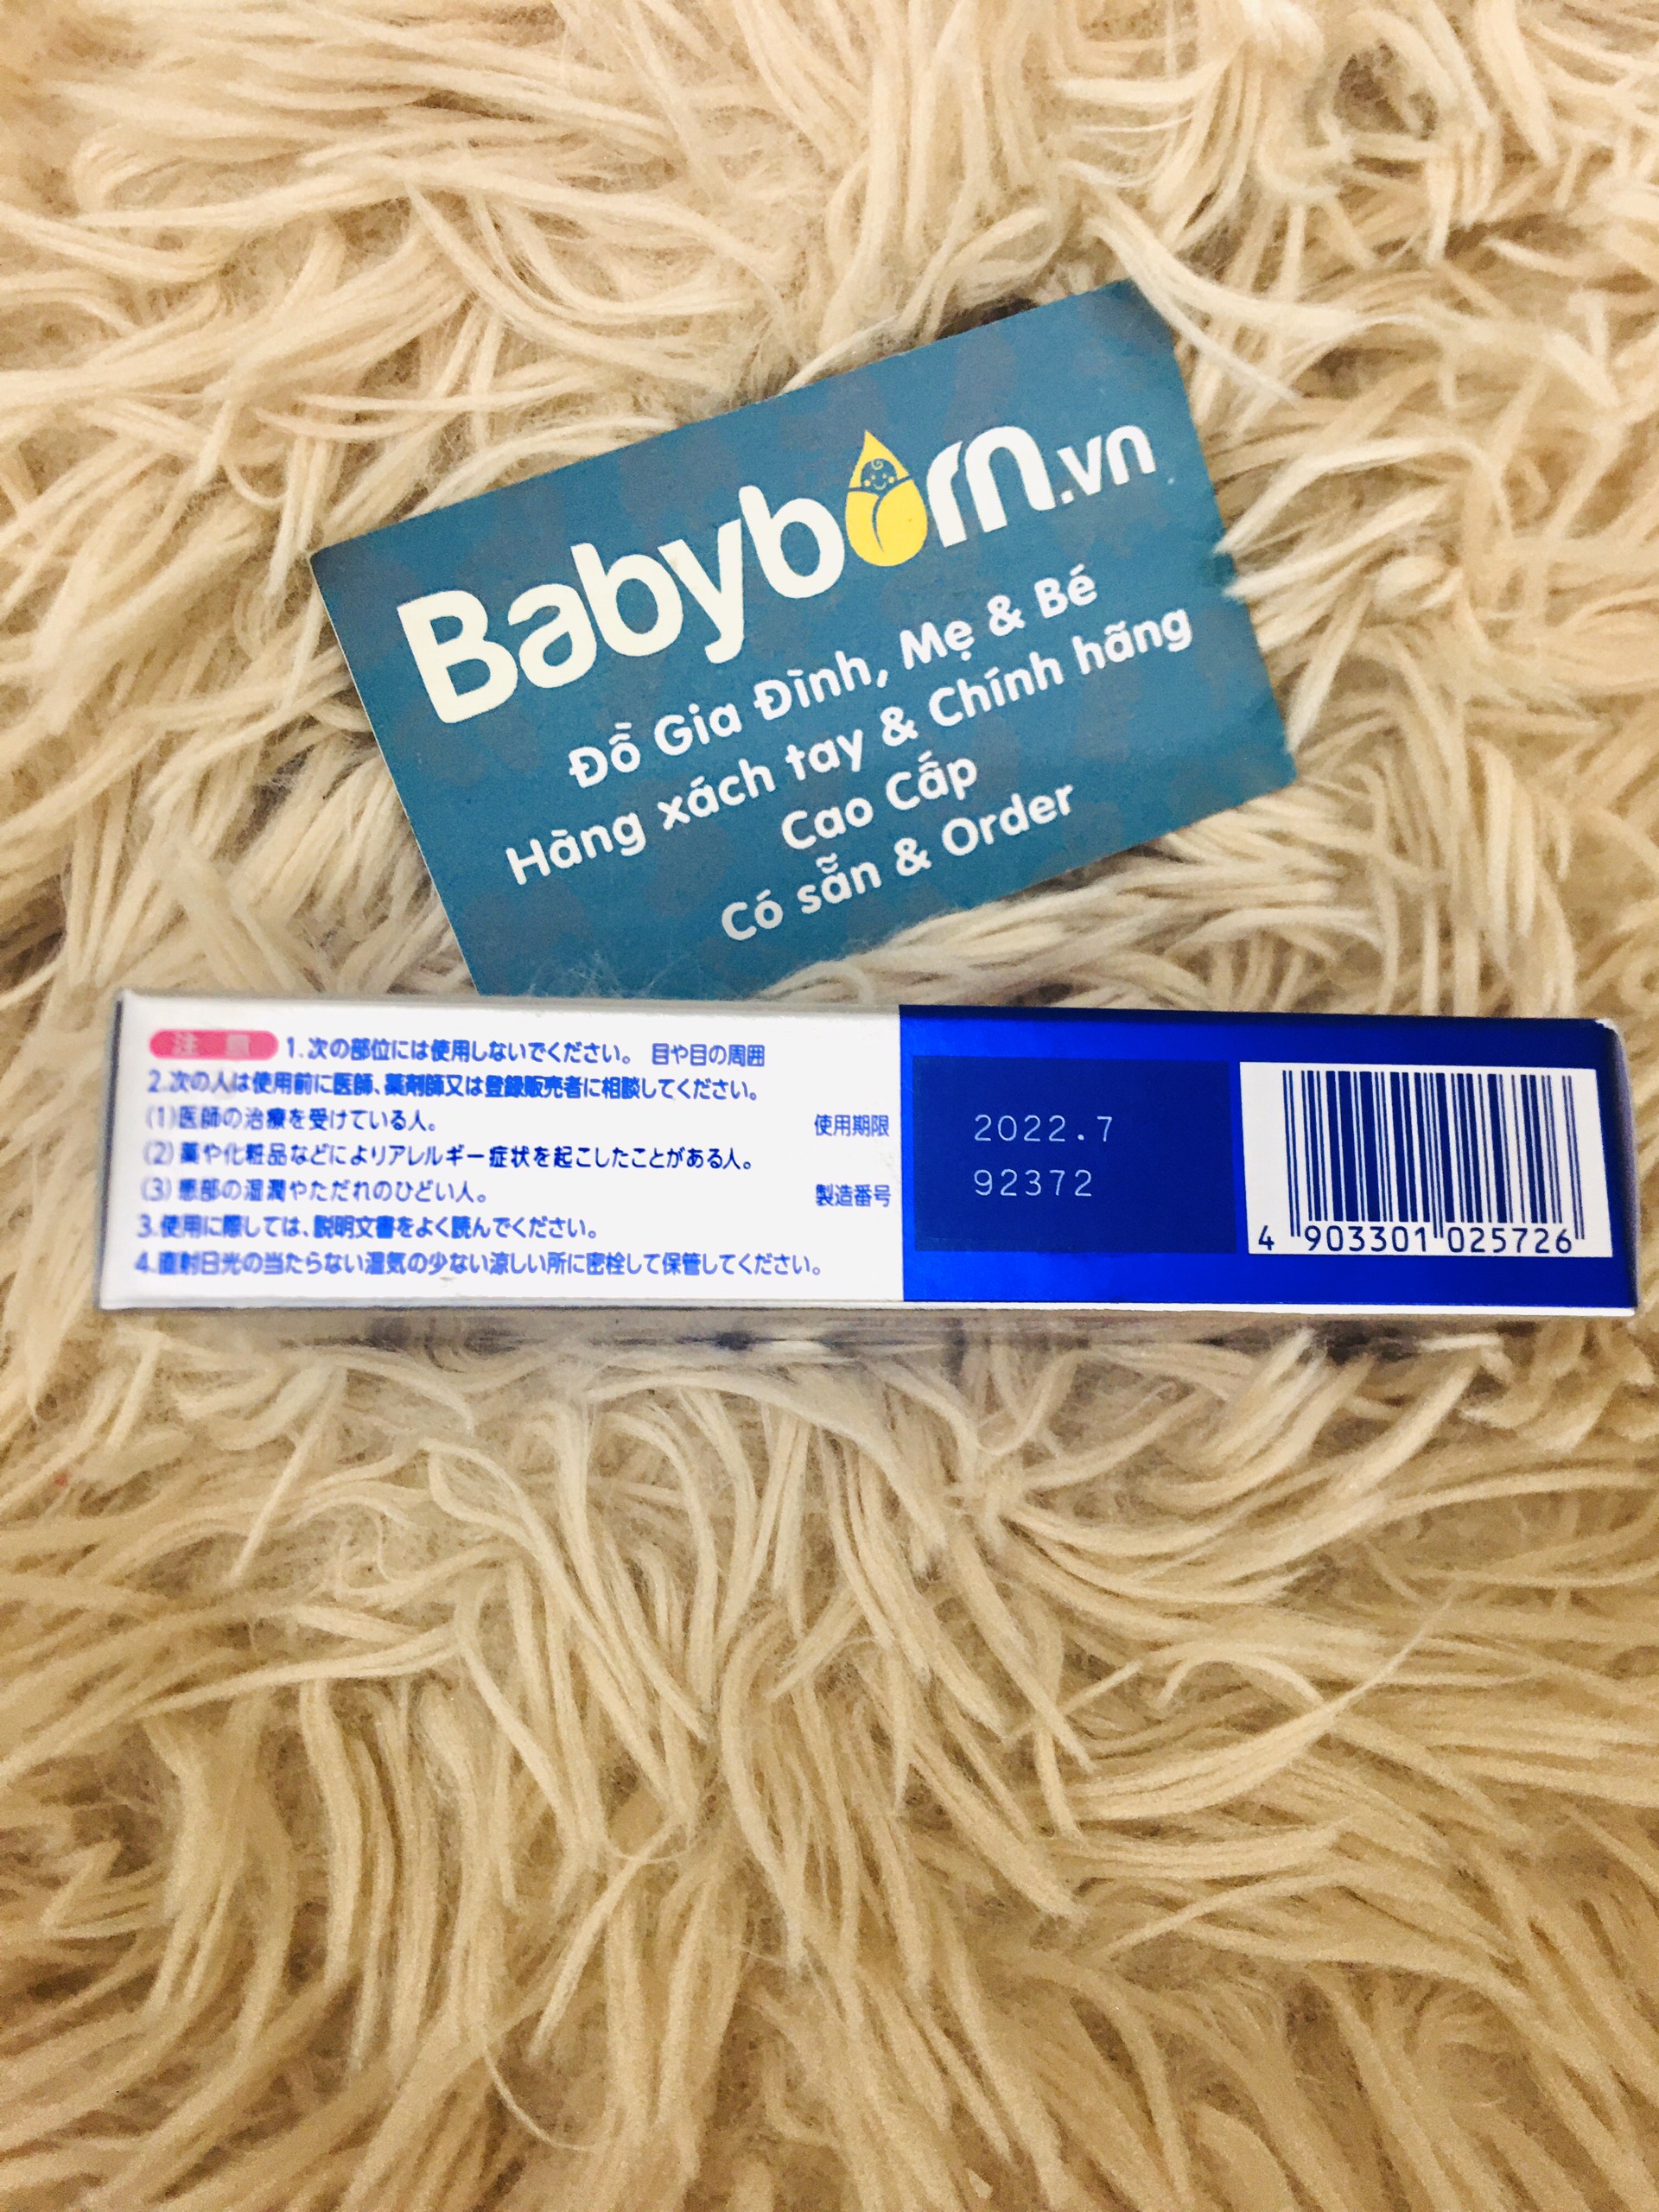 Babyborn.vn
Đồ Gia Đình, Mẹ & Bé
Hàng xách tay & Chính hãng
Cao Cấp
Có sẵn & Order
注意 1.次の部位には使用しないでください。 目や目の周囲
2.次の人は使用前に医師、薬剤師又は登録販売者に相談してください。
(1)医師の治療を受けている人。
(2)薬や化粧品などによりアレルギー症状を起こしたことがある人。
(3)患部の湿潤やただれのひどい人。
3.使用に際しては、説明文書をよく読んでください。
4.直射日光の当たらない湿気の少ない涼しい所に密栓して保管してください。
使用期限 2022.7
製造番号 92372
4 903301 025726